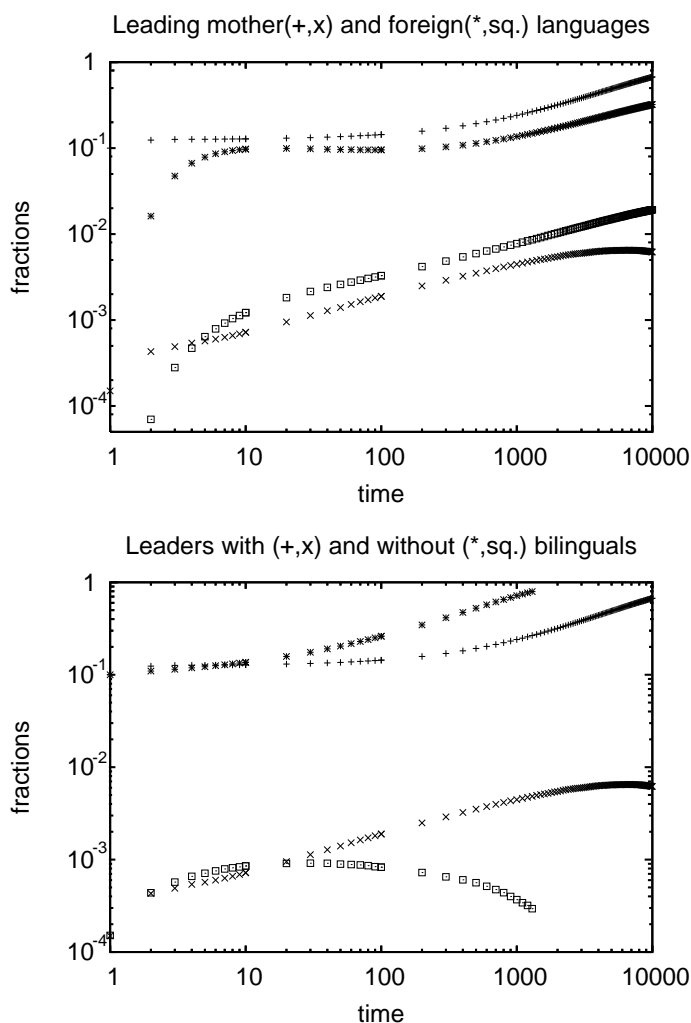 Leading mother(+,x) and foreign(*,sq.) languages
1
10^-1
10^-2
10^-3
10^-4
fractions
1 10 100 1000 10000
time
Leaders with (+,x) and without (*,sq.) bilinguals
1
10^-1
10^-2
10^-3
10^-4
fractions
1 10 100 1000 10000
time